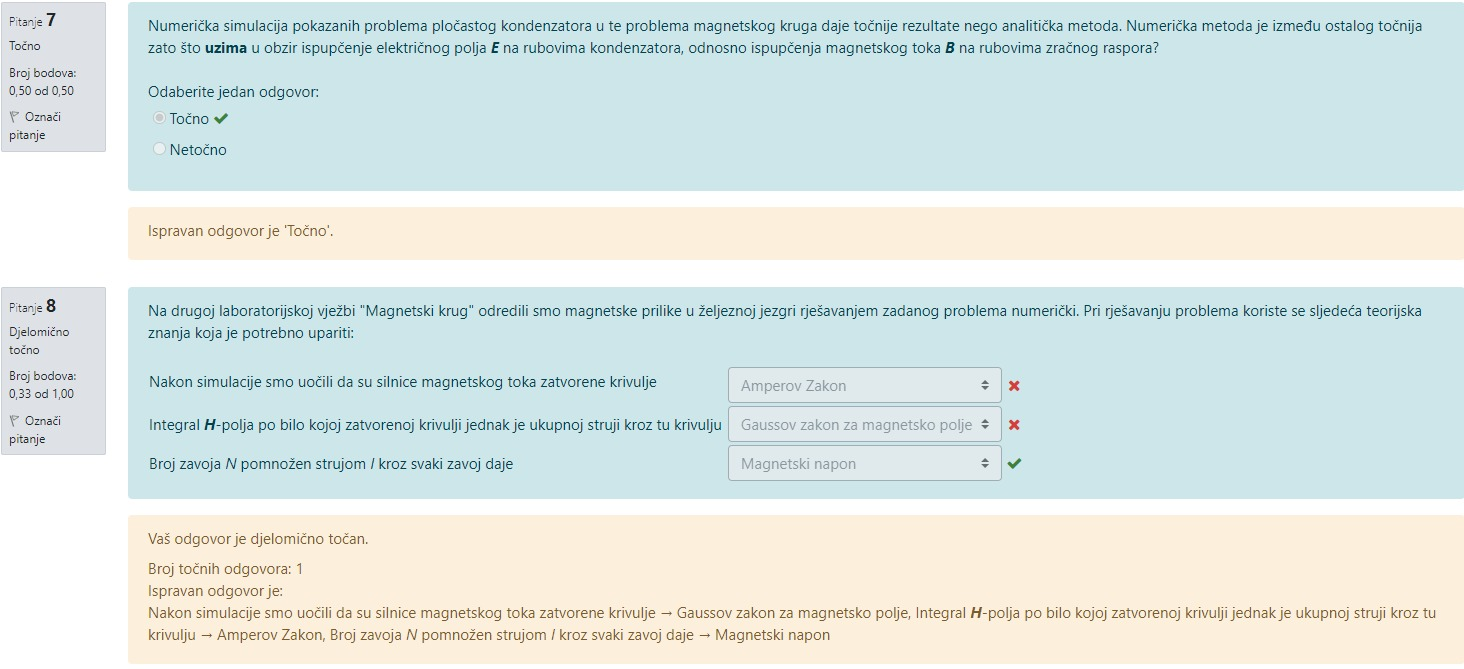 Pitanje 7
Točno
Broj bodova:
0,50 od 0,50
Označi
pitanje
Numerička simulacija pokazanih problema pločastog kondenzatora u te problema magnetskog kruga daje točnije rezultate nego analitička metoda. Numerička metoda je između ostalog točnija
zato što uzima u obzir ispupčenje električnog polja E na rubovima kondenzatora, odnosno ispupčenja magnetskog toka B na rubovima zračnog raspora?
Odaberite jedan odgovor:
Točno
Netočno
Ispravan odgovor je 'Točno'.
Pitanje 8
Djelomično
točno
Broj bodova:
0,33 od 1,00
Označi
pitanje
Na drugoj laboratorijskoj vježbi "Magnetski krug" odredili smo magnetske prilike u željeznoj jezgri rješavanjem zadanog problema numerički. Pri rješavanju problema koriste se sljedeća teorijska
znanja koja je potrebno upariti:
Nakon simulacije smo uočili da su silnice magnetskog toka zatvorene krivulje Amperov Zakon
Integral H-polja po bilo kojoj zatvorenoj krivulji jednak je ukupnoj struji kroz tu krivulju Gaussov zakon za magnetsko polje
Broj zavoja N pomnožen strujom I kroz svaki zavoj daje Magnetski napon
Vaš odgovor je djelomično točan.
Broj točnih odgovora: 1
Ispravan odgovor je:
Nakon simulacije smo uočili da su silnice magnetskog toka zatvorene krivulje → Gaussov zakon za magnetsko polje, Integral H-polja po bilo kojoj zatvorenoj krivulji jednak je ukupnoj struji kroz tu
krivulju → Amperov Zakon, Broj zavoja N pomnožen strujom I kroz svaki zavoj daje → Magnetski napon